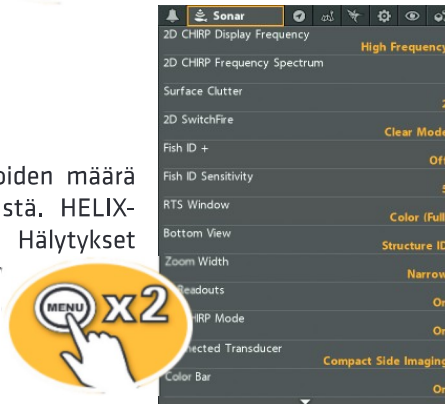 Sonar
2D CHIRP Display Frequency
High Frequency
2D CHIRP Frequency Spectrum
Surface Clutter
2D SwitchFire
Clear Mode
Fish ID +
Off
Fish ID Sensitivity
5
RTS Window
Color (Full
Bottom View
Structure ID
Zoom Width
Narrow
Readouts
On
HIRP Mode
On
nected Transducer
Compact Side Imaging
Color Bar
On
oiden määrä
stä. HELIX-
Hälytykset
MENU X2